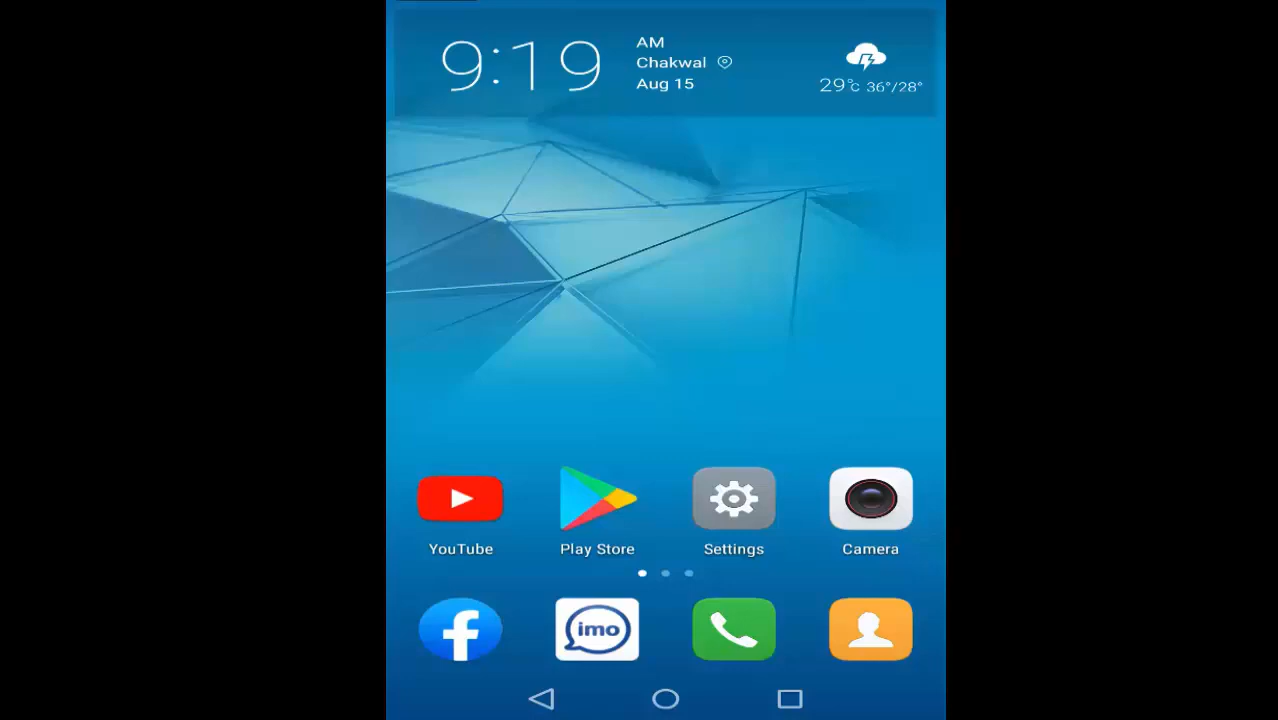 9:19
AM
Chakwal
Aug 15
29°c 36°/28°
YouTube
Play Store
Settings
Camera
imo